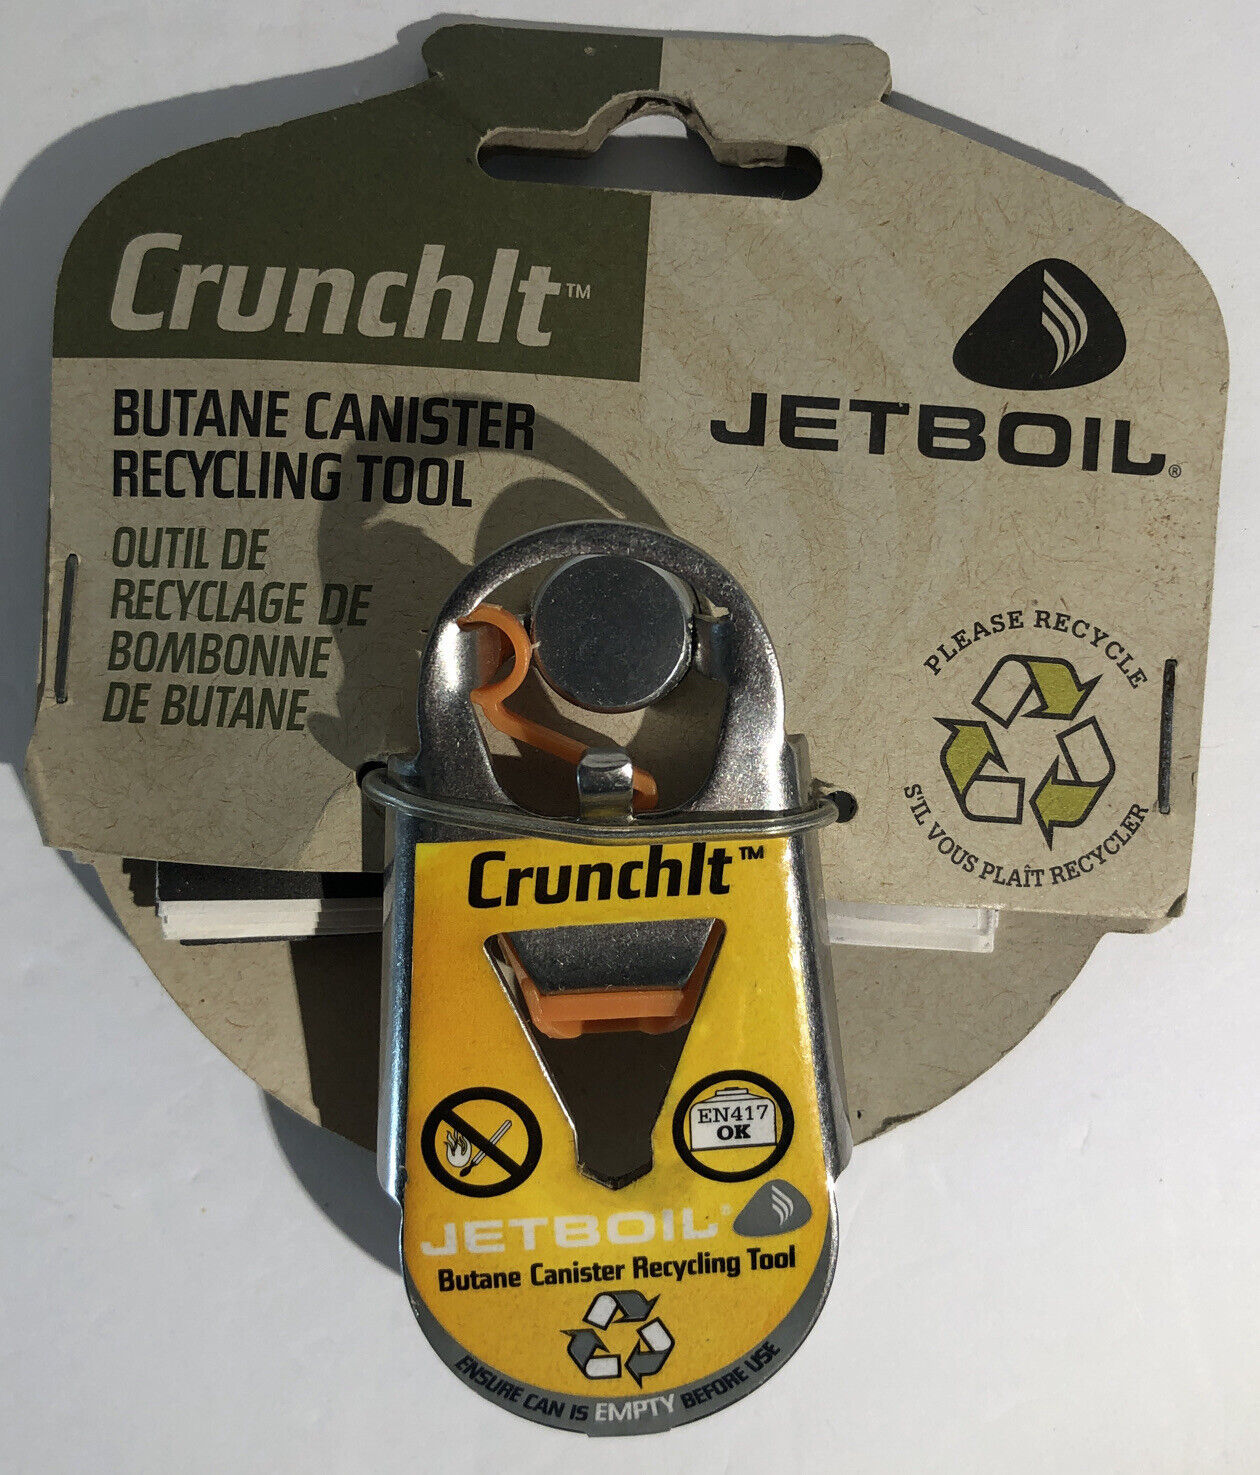 CrunchIt™
BUTANE CANISTER
RECYCLING TOOL
OUTIL DE
RECYCLAGE DE
BOMBONNE
DE BUTANE
JETBOIL®
PLEASE RECYCLE
S'IL VOUS PLAÎT RECYCLER
CrunchIt™
EN417
OK
JETBOIL®
Butane Canister Recycling Tool
ENSURE CAN IS EMPTY BEFORE USE